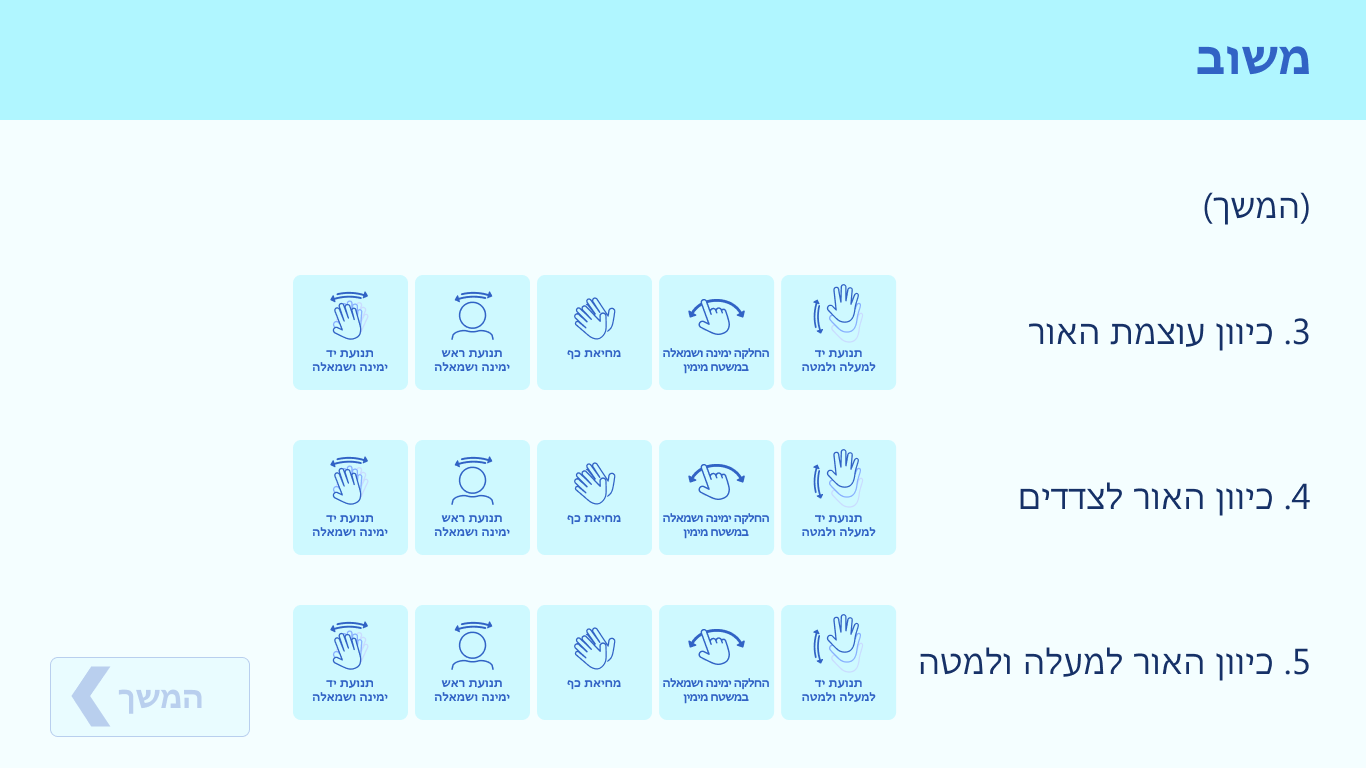 משוב
(המשך)
3. כיוון עוצמת האור
תנועת יד
למעלה ולמטה
החלקה ימינה ושמאלה
במשטח מימין
מחיאת כף
תנועת ראש
ימינה ושמאלה
תנועת יד
ימינה ושמאלה
4. כיוון האור לצדדים
תנועת יד
למעלה ולמטה
החלקה ימינה ושמאלה
במשטח מימין
מחיאת כף
תנועת ראש
ימינה ושמאלה
תנועת יד
ימינה ושמאלה
5. כיוון האור למעלה ולמטה
תנועת יד
למעלה ולמטה
החלקה ימינה ושמאלה
במשטח מימין
מחיאת כף
תנועת ראש
ימינה ושמאלה
תנועת יד
ימינה ושמאלה
המשך